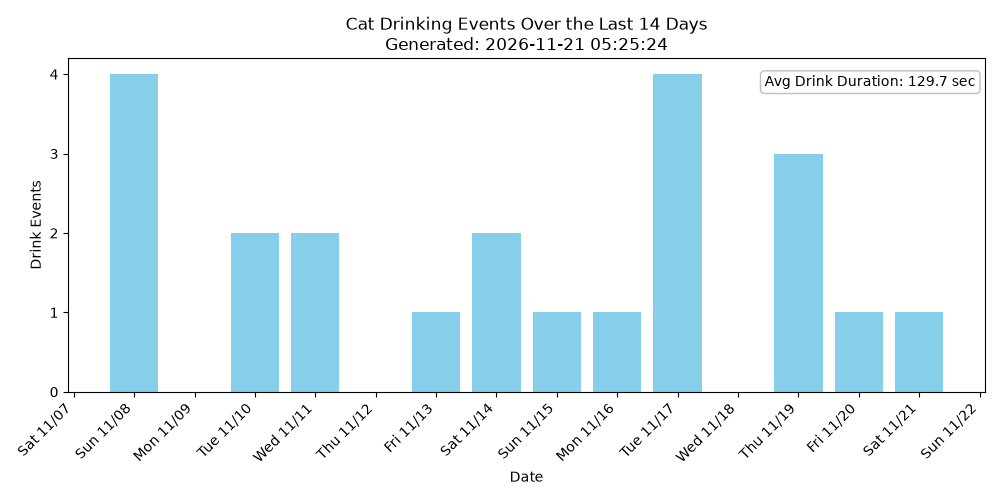 Cat Drinking Events Over the Last 14 Days
Generated: 2026-11-21 05:25:24
Avg Drink Duration: 129.7 sec
Drink Events
4
3
2
1
0
Sat 11/07
Sun 11/08
Mon 11/09
Tue 11/10
Wed 11/11
Thu 11/12
Fri 11/13
Sat 11/14
Sun 11/15
Mon 11/16
Tue 11/17
Wed 11/18
Thu 11/19
Fri 11/20
Sat 11/21
Sun 11/22
Date